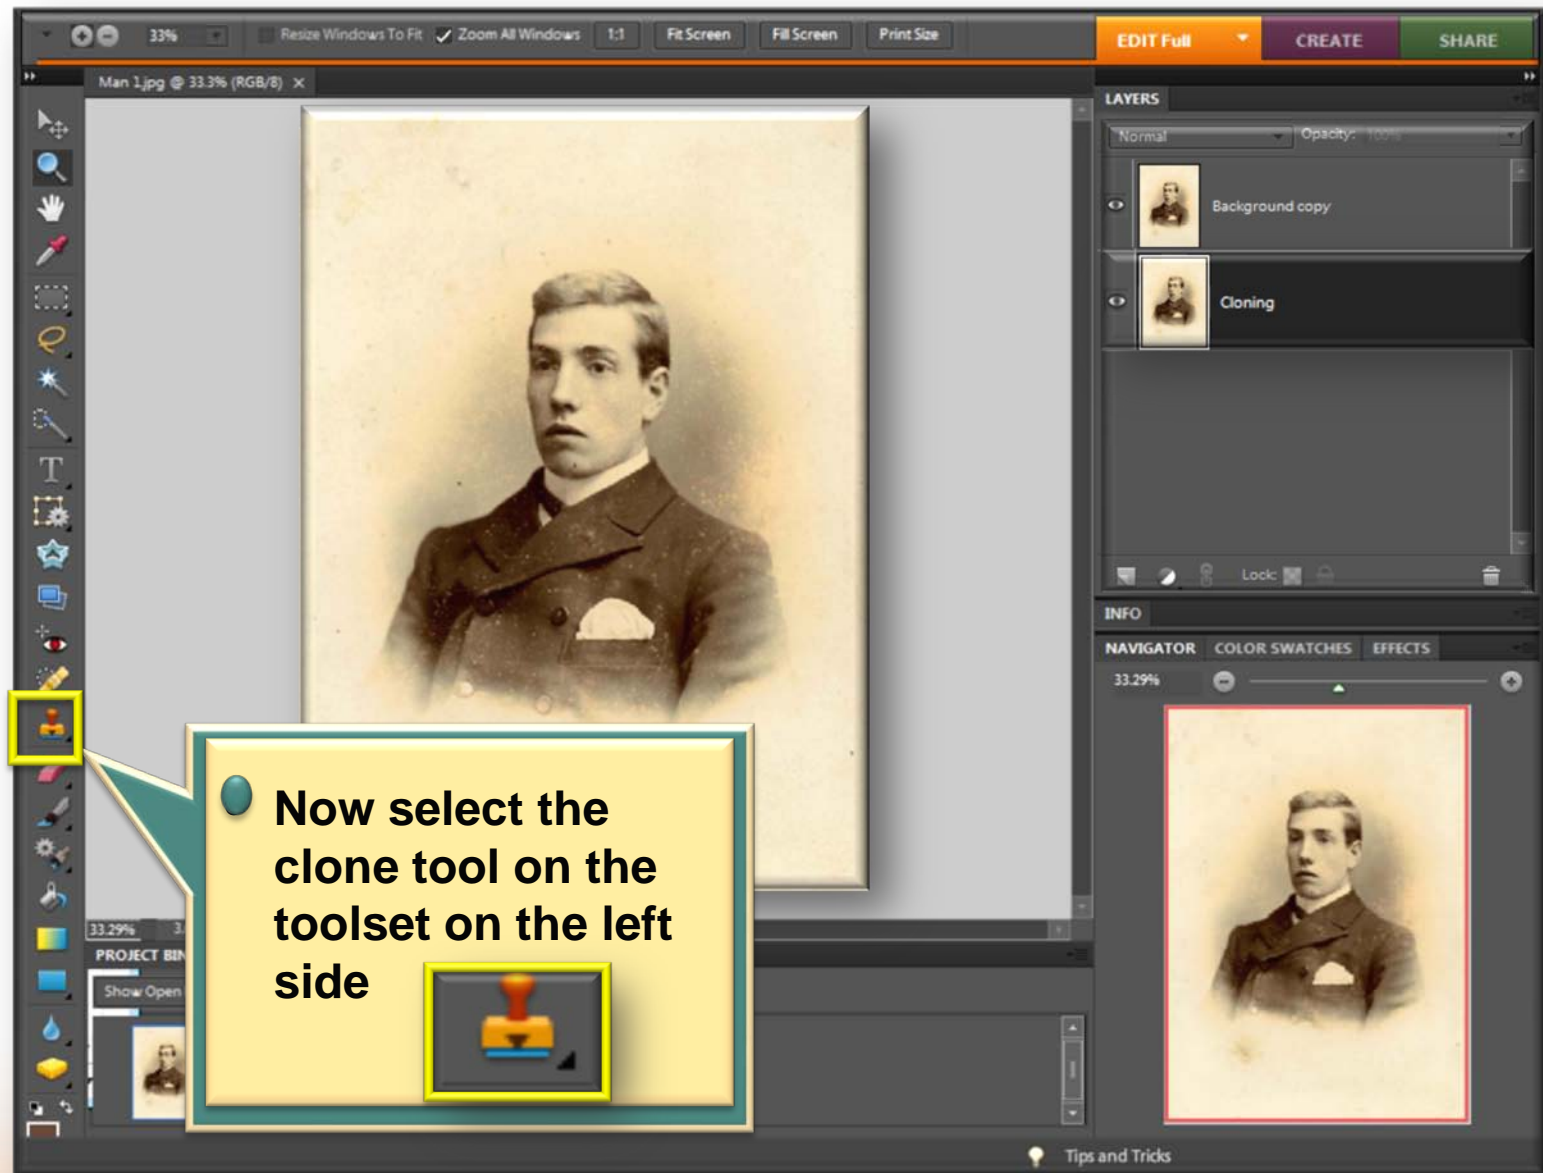 33% Resize Windows To Fit Zoom All Windows 1:1 Fit Screen Fill Screen Print Size EDIT Full CREATE SHARE
Man 1.jpg @ 33.3% (RGB/8) ×
LAYERS
Normal Opacity: 100%
Background copy
Cloning
T
Lock:
INFO
NAVIGATOR COLOR SWATCHES EFFECTS
33.29%
Now select the
clone tool on the
toolset on the left
side
33.29%
PROJECT BIN
Show Open
Tips and Tricks